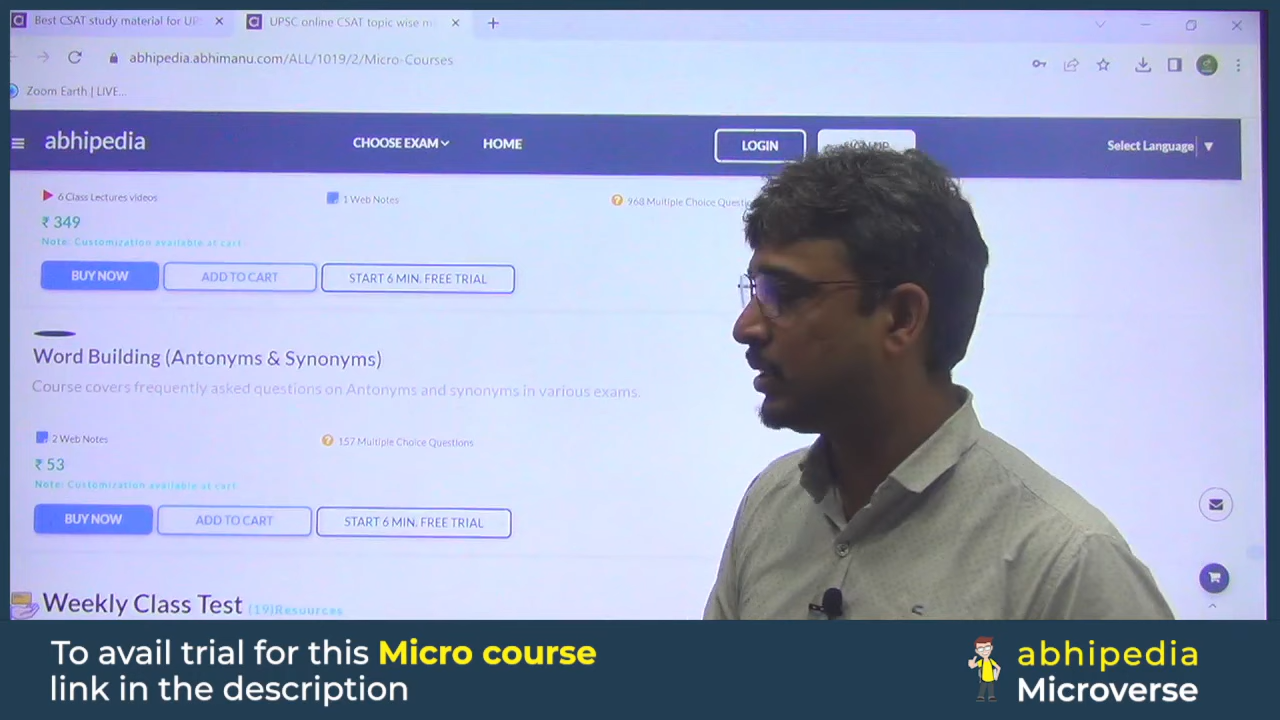 Best CSAT study material for UP
UPSC online CSAT topic wise m
abhipedia.abhimanu.com/ALL/1019/2/Micro-Courses
Zoom Earth | LIVE...
abhipedia
CHOOSE EXAM
HOME
LOGIN
SIGN UP
Select Language
6 Class Lectures videos
1 Web Notes
968 Multiple Choice Questio
₹ 349
Note: Customization available at cart
BUY NOW
ADD TO CART
START 6 MIN. FREE TRIAL
Word Building (Antonyms & Synonyms)
Course covers frequently asked questions on Antonyms and synonyms in various exams.
2 Web Notes
157 Multiple Choice Questions
₹ 53
Note: Customization available at cart
BUY NOW
ADD TO CART
START 6 MIN. FREE TRIAL
Weekly Class Test (19)Resources
To avail trial for this Micro course
link in the description
abhipedia
Microverse